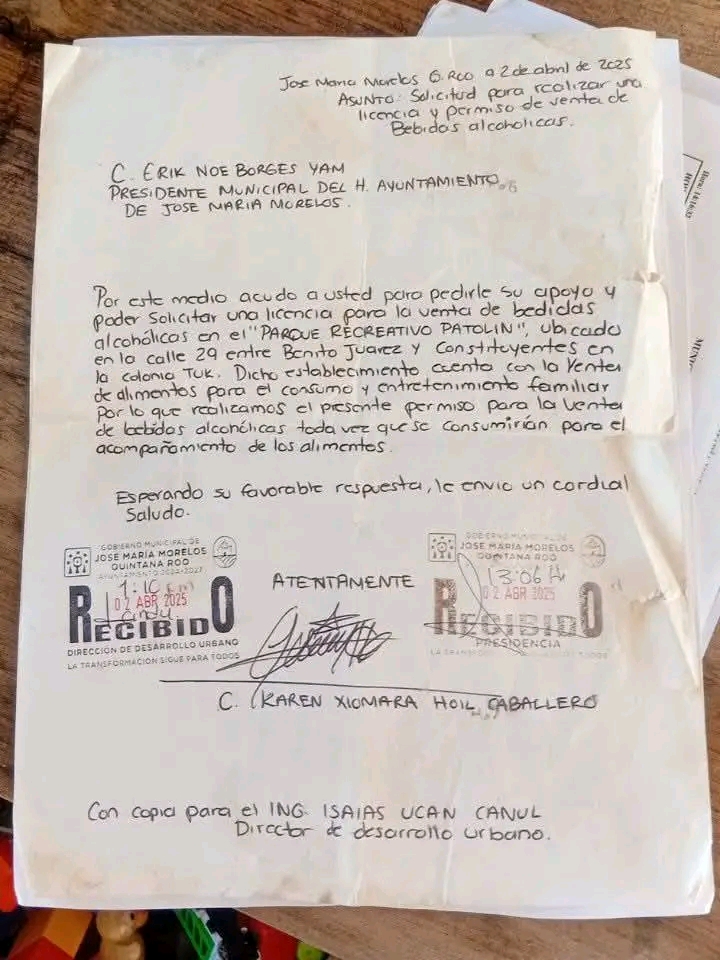 Jose Maria Morelos Q.Roo a 2 de abril de 2025
ASUNTO: Solicitud para realizar una
licencia y permiso de venta de
Bebidas alcoholicas.
C. ERIK NOE BORGES YAM
PRESIDENTE MUNICIPAL DEL H. AYUNTAMIENTO
DE JOSE MARIA MORELOS.
Por este medio acudo a usted para pedirle su apoyo y
poder solicitar una licencia para la venta de bedidas
alcohólicas en el "PARQUE RECREATIVO PATOLIN", ubicado
en la calle 29 entre Benito Juarez y Constituyentes en
la colonia TUK. Dicho establecimiento cuenta con la venta
de alimentos para el consumo y entretenimiento familiar
por lo que realizamos el presente permiso para la venta
de bebidas alcohólicas toda vez que se consumirían para el
acompañamiento de los alimentos.
Esperando su favorable respuesta, le envio un cordial
Saludo.
GOBIERNO MUNICIPAL DE
JOSE MARIA MORELOS
QUINTANA ROO
AYUNTAMIENTO 2024-2027
1:10
02 ABR 2025
RECIBIDO
DIRECCIÓN DE DESARROLLO URBANO
LA TRANSFORMACIÓN SIGUE PARA TODOS
ATENTAMENTE
GOBIERNO MUNICIPAL DE
JOSE MARIA MORELOS
QUINTANA ROO
13:06 H
02 ABR 2025
RECIBIDO
PRESIDENCIA
C. KAREN XIOMARA HOIL CABALLERO
Con copia para el ING. ISAIAS UCAN CANUL
Director de desarrollo urbano.